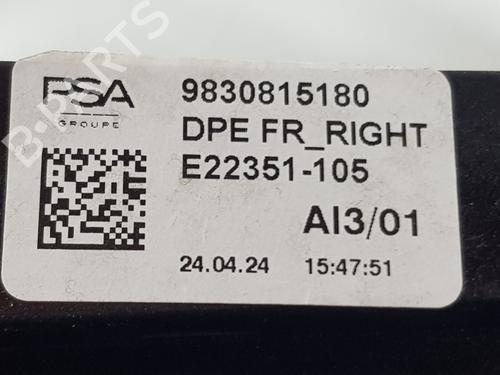 PSA
GROUPE
9830815180
DPE FR_RIGHT
E22351-105
AI3/01
24.04.24 15:47:51
B-PARTS